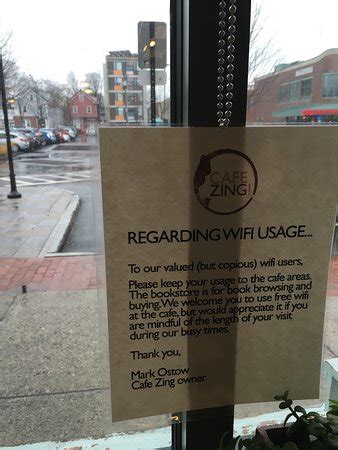 CAFE
ZING!
REGARDING WIFI USAGE...
To our valued (but copious) wifi users,
Please keep your usage to the cafe areas.
The bookstore is for book browsing and
buying. We welcome you to use free wifi
at the cafe, but would appreciate it if you
are mindful of the length of your visit
during our busy times.
Thank you,
Mark Ostow
Cafe Zing owner